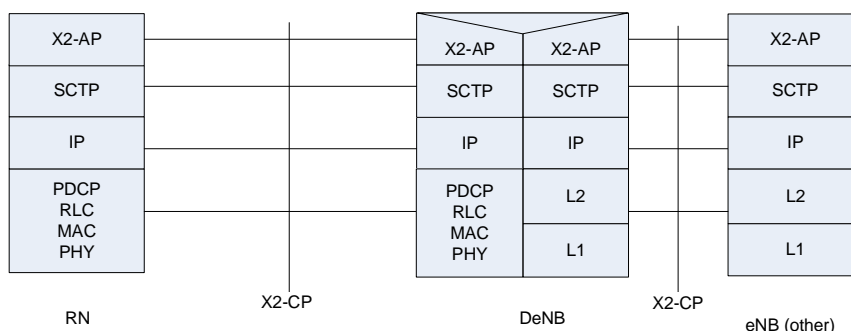 X2-AP
SCTP
IP
PDCP
RLC
MAC
PHY
RN
X2-CP
X2-AP X2-AP
SCTP SCTP
IP IP
PDCP
RLC
MAC
PHY
L2
L1
DeNB
X2-CP
X2-AP
SCTP
IP
L2
L1
eNB (other)